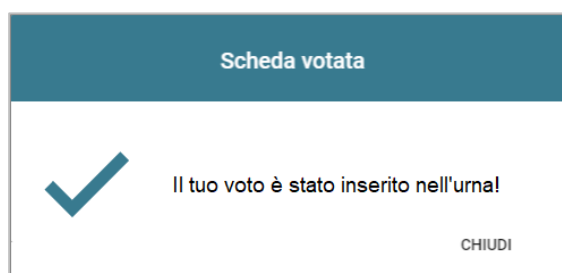 Scheda votata
Il tuo voto è stato inserito nell'urna!
CHIUDI